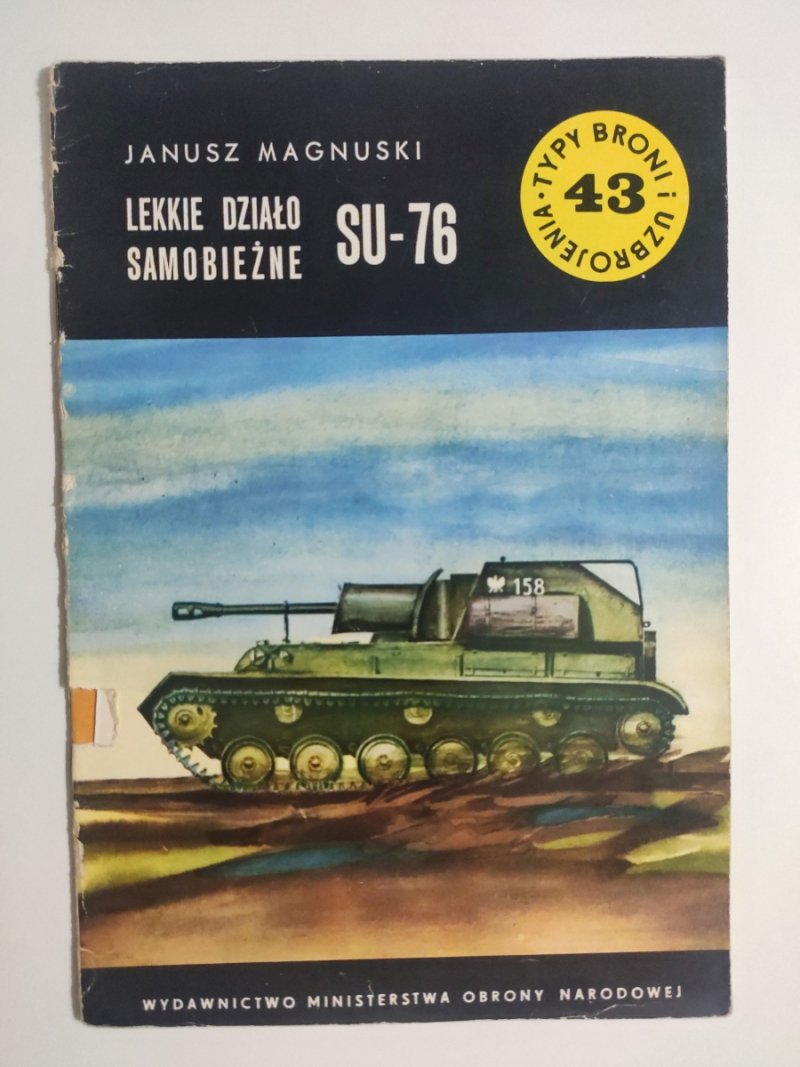 JANUSZ MAGNUSKI
LEKKIE DZIAŁO
SAMOBIEŻNE
SU-76
TYPY BRONI i UZBROJENIA •
43
158
WYDAWNICTWO MINISTERSTWA OBRONY NARODOWEJ